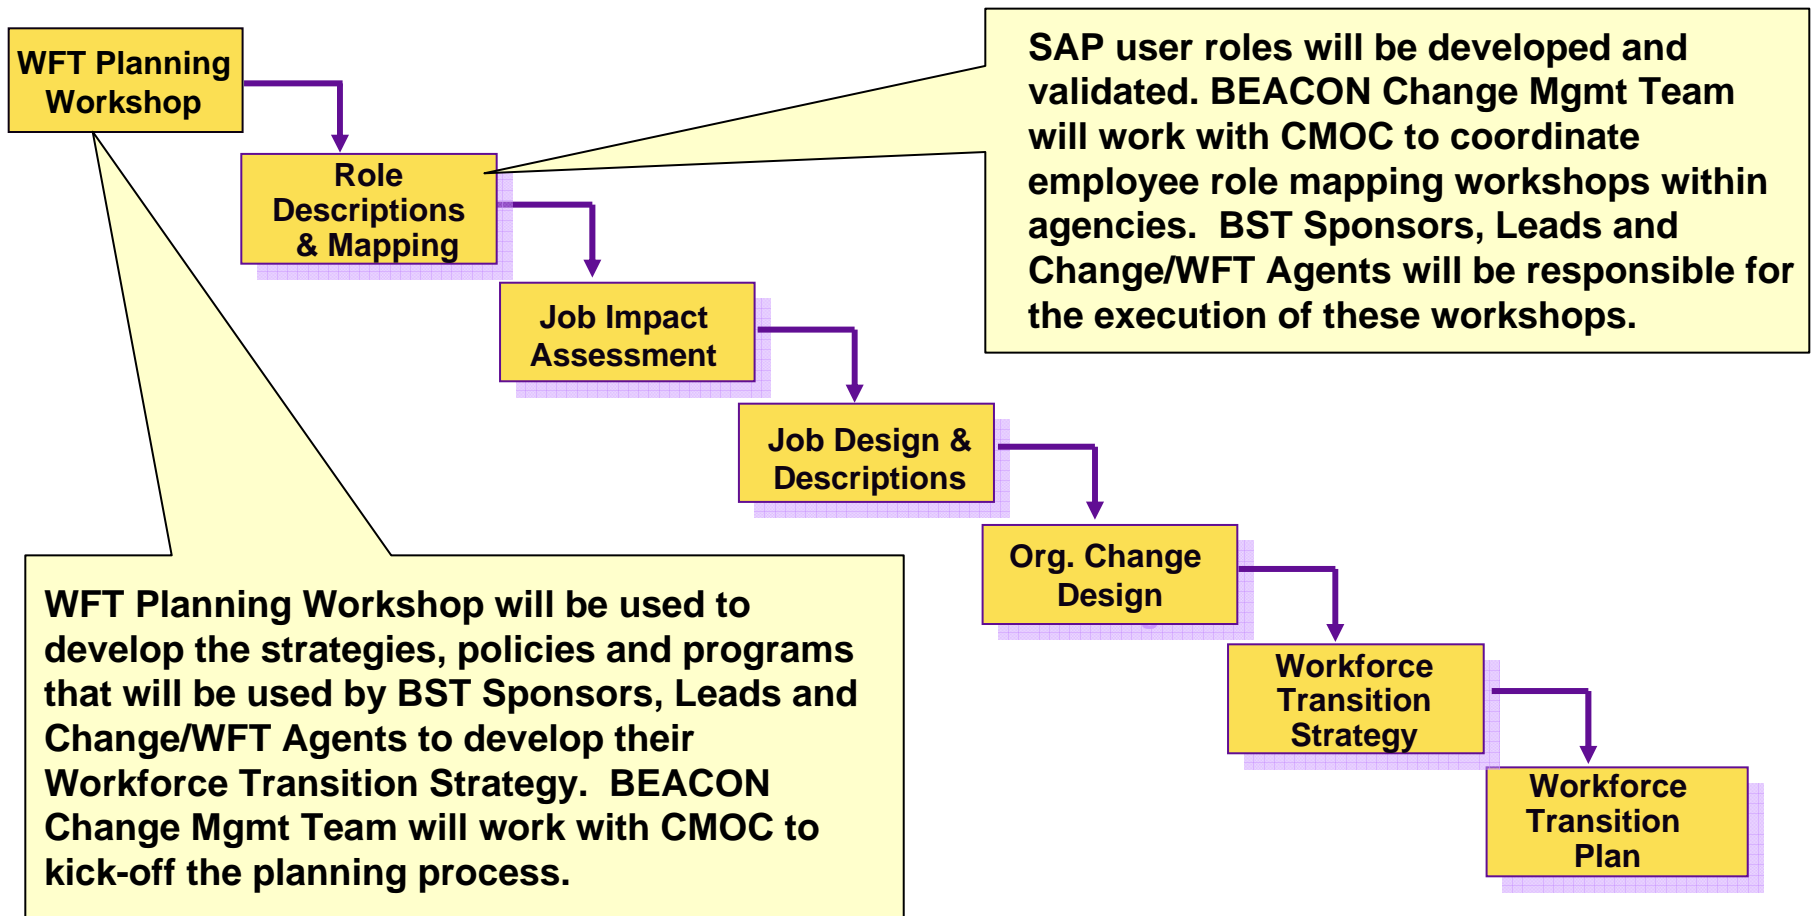 WFT Planning
Workshop
SAP user roles will be developed and
validated. BEACON Change Mgmt Team
will work with CMOC to coordinate
employee role mapping workshops within
agencies.  BST Sponsors, Leads and
Change/WFT Agents will be responsible for
the execution of these workshops.
Role
Descriptions
& Mapping
Job Impact
Assessment
Job Design &
Descriptions
Org. Change
Design
WFT Planning Workshop will be used to
develop the strategies, policies and programs
that will be used by BST Sponsors, Leads and
Change/WFT Agents to develop their
Workforce Transition Strategy.  BEACON
Change Mgmt Team will work with CMOC to
kick-off the planning process.
Workforce
Transition
Strategy
Workforce
Transition
Plan